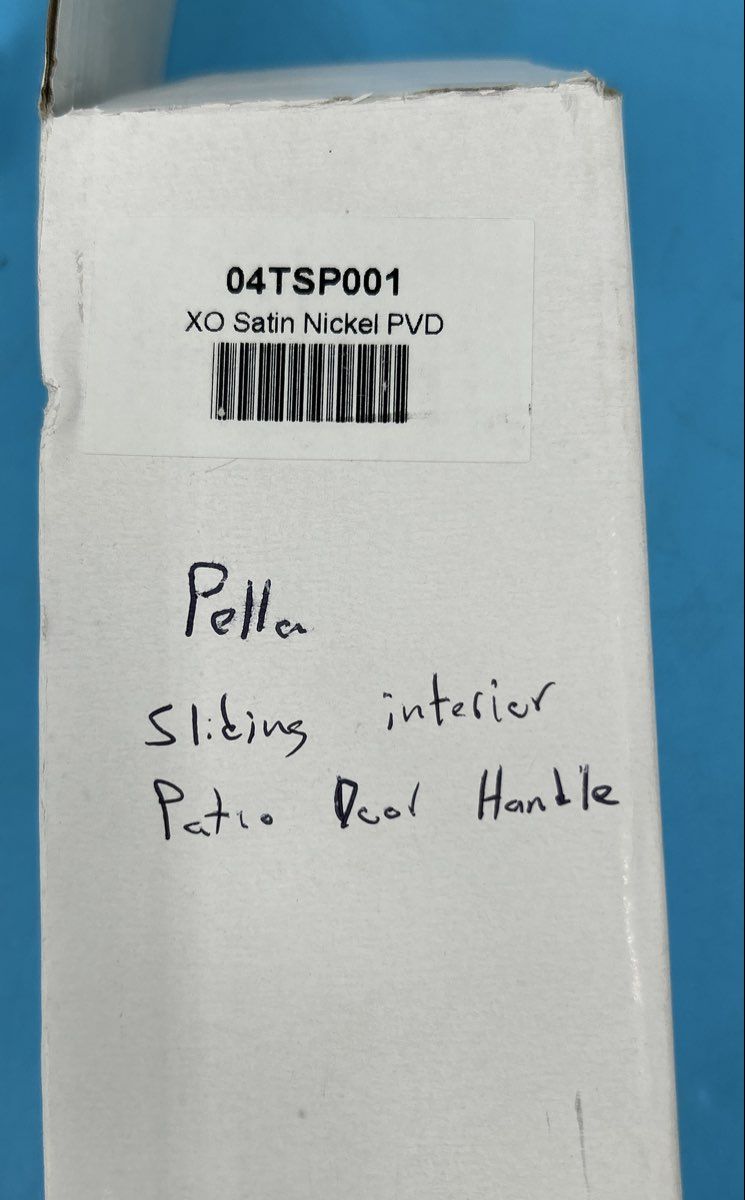 04TSP001
XO Satin Nickel PVD
Pella
Sliding interior
Patio Door Handle